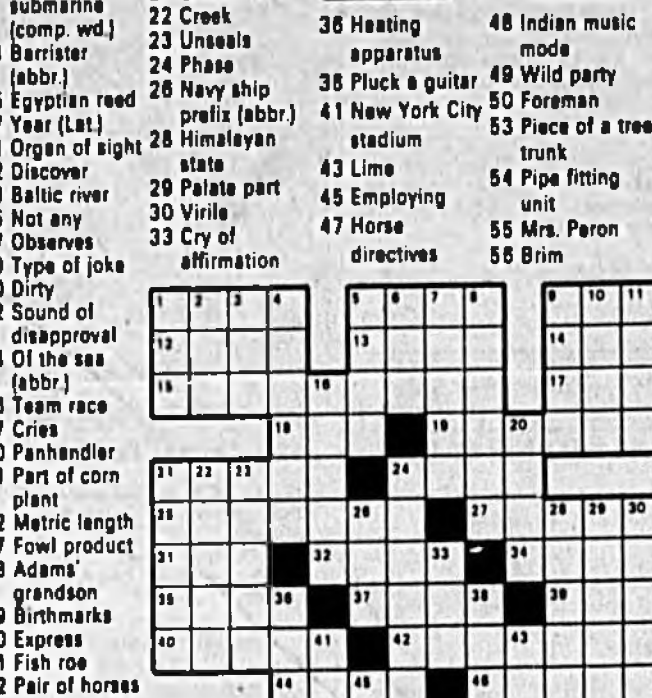 submarine
(comp. wd.)
Barrister
(abbr.)
Egyptian reed
Year (Lat.)
Organ of sight
Discover
Baltic river
Not any
Observes
Type of joke
Dirty
Sound of
disapproval
Of the sea
(abbr.)
Team race
Cries
Panhandler
Part of corn
plant
Metric length
Fowl product
Adams'
grandson
Birthmarks
Express
Fish roe
Pair of horses
22 Creek
23 Unseals
24 Phase
26 Navy ship
prefix (abbr.)
28 Himalayan
state
29 Palate part
30 Virile
33 Cry of
affirmation
36 Heating
apparatus
38 Pluck a guitar
41 New York City
stadium
43 Lime
45 Employing
47 Horse
directives
48 Indian music
mode
49 Wild party
50 Foreman
53 Piece of a tree
trunk
54 Pipe fitting
unit
55 Mrs. Peron
56 Brim
1 2 3 4 5 6 7 8 9 10 11
12 13 14
15 16 17
18 19 20
21 22 23 24
25 26 27 28 29 30
31 32 33 34
35 36 37 38 39
40 41 42 43
44 45 46